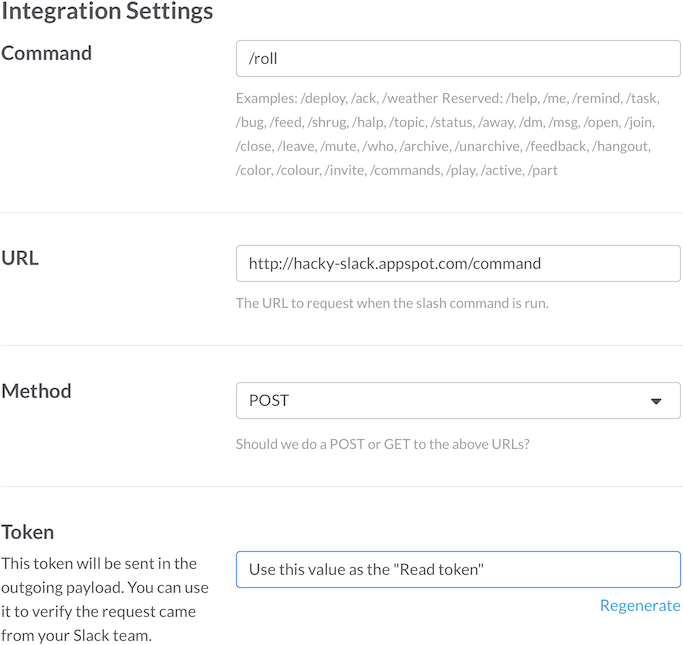 Integration Settings
Command
/roll
Examples: /deploy, /ack, /weather Reserved: /help, /me, /remind, /task,
/bug, /feed, /shrug, /halp, /topic, /status, /away, /dm, /msg, /open, /join,
/close, /leave, /mute, /who, /archive, /unarchive, /feedback, /hangout,
/color, /colour, /invite, /commands, /play, /active, /part
URL
http://hacky-slack.appspot.com/command
The URL to request when the slash command is run.
Method
POST
Should we do a POST or GET to the above URLs?
Token
This token will be sent in the
outgoing payload. You can use
it to verify the request came
from your Slack team.
Use this value as the "Read token"
Regenerate